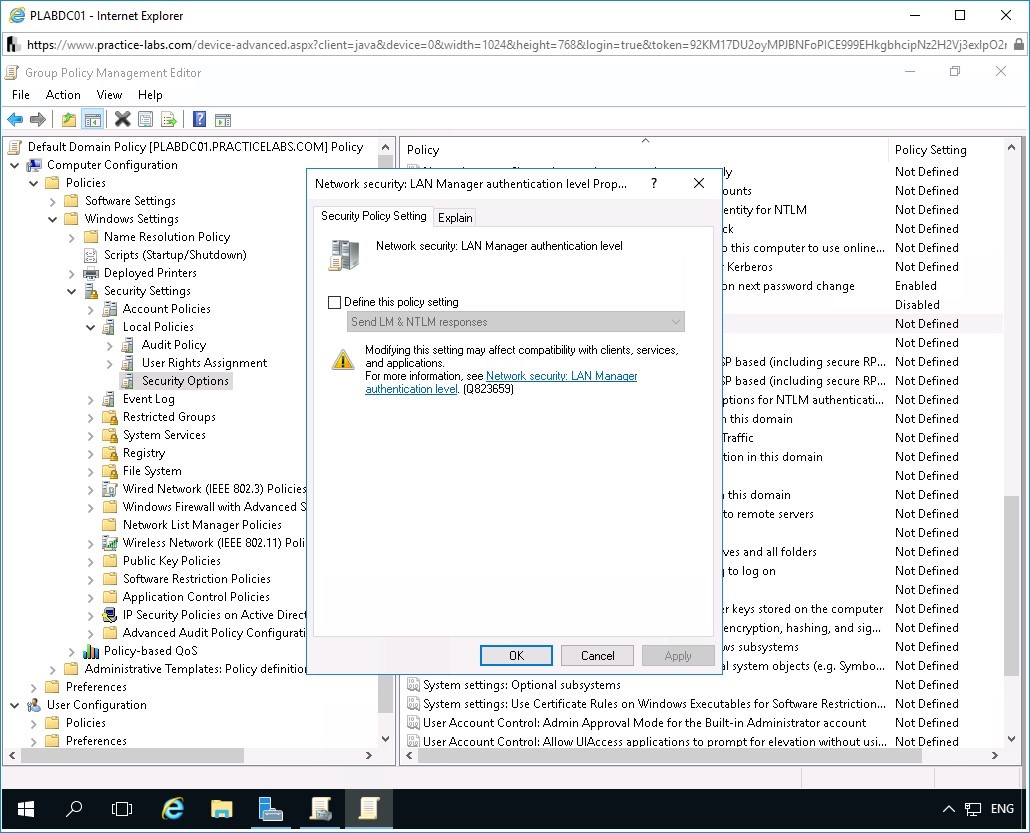 PLABDC01 - Internet Explorer
https://www.practice-labs.com/device-advanced.aspx?client=java&device=0&width=1024&height=768&login=true&token=92KM17DU2oyMPJBNFoPICE999EHkgbhcipNz2H2Vj3exIpO2r
Group Policy Management Editor
File Action View Help
Default Domain Policy [PLABDC01.PRACTICELABS.COM] Policy
Computer Configuration
Policies
Software Settings
Windows Settings
Name Resolution Policy
Scripts (Startup/Shutdown)
Deployed Printers
Security Settings
Account Policies
Local Policies
Audit Policy
User Rights Assignment
Security Options
Event Log
Restricted Groups
System Services
Registry
File System
Wired Network (IEEE 802.3) Policies
Windows Firewall with Advanced S
Network List Manager Policies
Wireless Network (IEEE 802.11) Poli
Public Key Policies
Software Restriction Policies
Application Control Policies
IP Security Policies on Active Direct
Advanced Audit Policy Configurati
Policy-based QoS
Administrative Templates: Policy definition
Preferences
User Configuration
Policies
Preferences
Policy Policy Setting
ly Not Defined
ounts Not Defined
entity for NTLM Not Defined
ck Not Defined
o this computer to use online... Not Defined
r Kerberos Not Defined
on next password change Enabled
Disabled
Not Defined
Not Defined
SP based (including secure RP... Not Defined
SP based (including secure RP... Not Defined
ptions for NTLM authenticati... Not Defined
n this domain Not Defined
Traffic Not Defined
tion in this domain Not Defined
Not Defined
n this domain Not Defined
to remote servers Not Defined
Not Defined
ves and all folders Not Defined
g to log on Not Defined
Not Defined
er keys stored on the computer Not Defined
encryption, hashing, and sig... Not Defined
ws subsystems Not Defined
al system objects (e.g. Symbo... Not Defined
System settings: Optional subsystems Not Defined
System settings: Use Certificate Rules on Windows Executables for Software Restriction... Not Defined
User Account Control: Admin Approval Mode for the Built-in Administrator account Not Defined
User Account Control: Allow UIAccess applications to prompt for elevation without usi... Not Defined
Network security: LAN Manager authentication level Prop... ?
Security Policy Setting Explain
Network security: LAN Manager authentication level
Define this policy setting
Send LM & NTLM responses
Modifying this setting may affect compatibility with clients, services,
and applications.
For more information, see Network security: LAN Manager
authentication level. (Q823659)
OK Cancel Apply
ENG